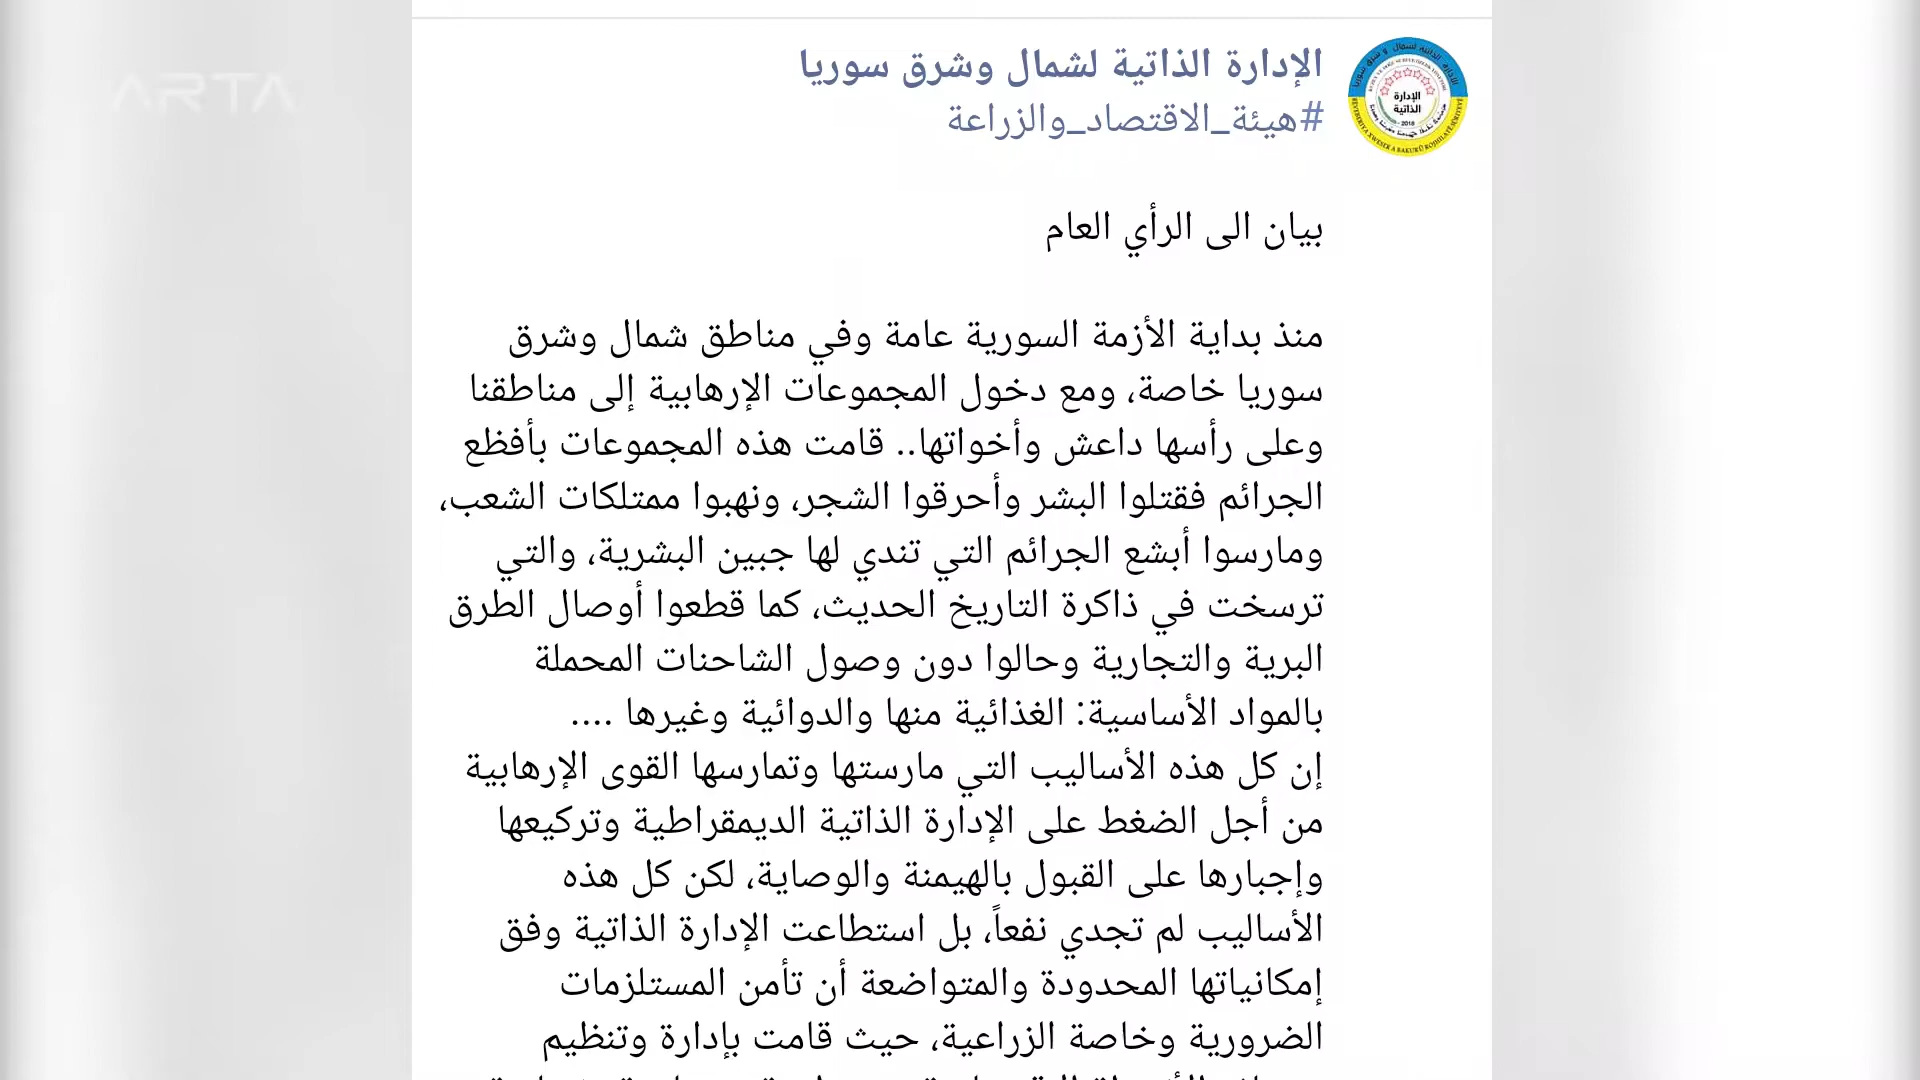 ARTA
الإدارة الذاتية لشمال وشرق سوريا
#هيئة_الاقتصاد_والزراعة
الإدارة
الذاتية
2018
بيان الى الرأي العام
منذ بداية الأزمة السورية عامة وفي مناطق شمال وشرق
سوريا خاصة، ومع دخول المجموعات الإرهابية إلى مناطقنا
وعلى رأسها داعش وأخواتها.. قامت هذه المجموعات بأفظع
الجرائم فقتلوا البشر وأحرقوا الشجر، ونهبوا ممتلكات الشعب،
ومارسوا أبشع الجرائم التي تندي لها جبين البشرية، والتي
ترسخت في ذاكرة التاريخ الحديث، كما قطعوا أوصال الطرق
البرية والتجارية وحالوا دون وصول الشاحنات المحملة
بالمواد الأساسية: الغذائية منها والدوائية وغيرها ....
إن كل هذه الأساليب التي مارستها وتمارسها القوى الإرهابية
من أجل الضغط على الإدارة الذاتية الديمقراطية وتركيعها
وإجبارها على القبول بالهيمنة والوصاية، لكن كل هذه
الأساليب لم تجدي نفعاً، بل استطاعت الإدارة الذاتية وفق
إمكانياتها المحدودة والمتواضعة أن تأمن المستلزمات
الضرورية وخاصة الزراعية، حيث قامت بإدارة وتنظيم